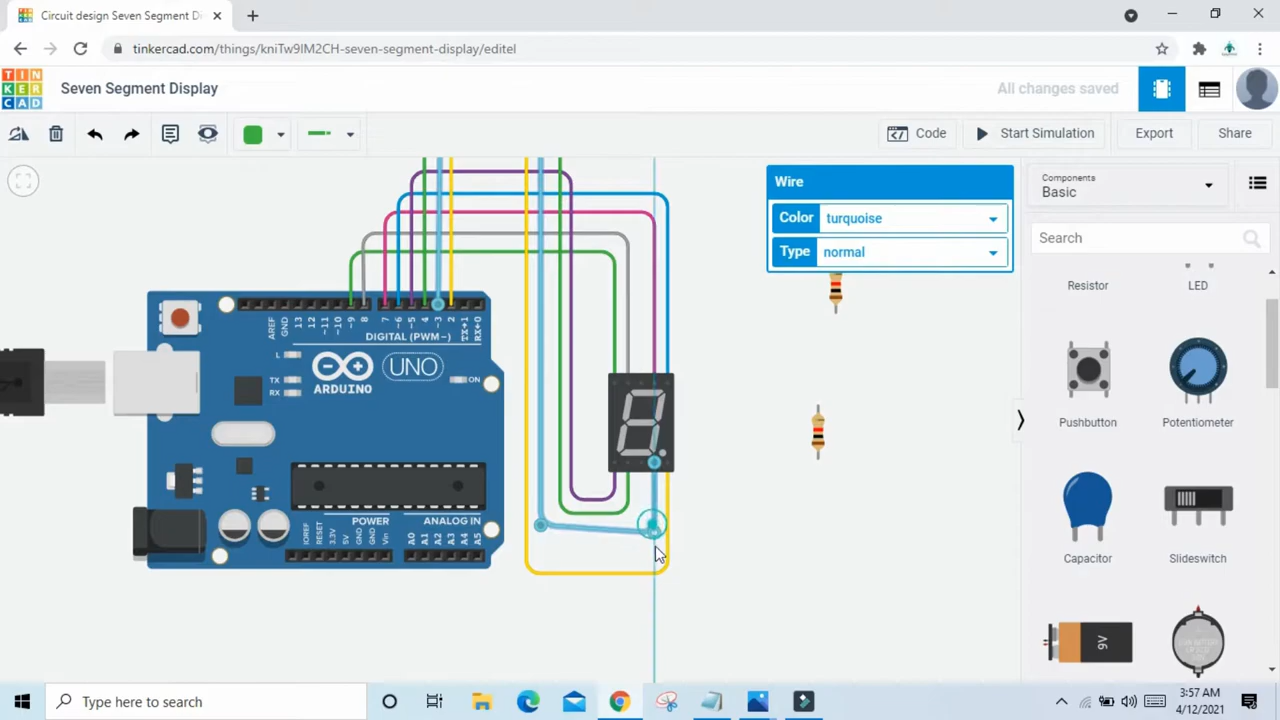 Circuit design Seven Segment Di
tinkercad.com/things/kniTw9IM2CH-seven-segment-display/editel
TIN
KER
CAD
Seven Segment Display
All changes saved
Code
Start Simulation
Export
Share
Wire
Color
turquoise
Type
normal
Components
Basic
Search
Resistor
LED
Pushbutton
Potentiometer
Capacitor
Slideswitch
9V
AREF
GND
13
12
~11
~10
~9
8
7
~6
~5
4
~3
2
TX→1
RX←0
DIGITAL (PWM~)
L
TX
RX
UNO
ARDUINO
ON
IOREF
RESET
3.3V
5V
GND
GND
Vin
POWER
ANALOG IN
A0
A1
A2
A3
A4
A5
Type here to search
3:57 AM
4/12/2021